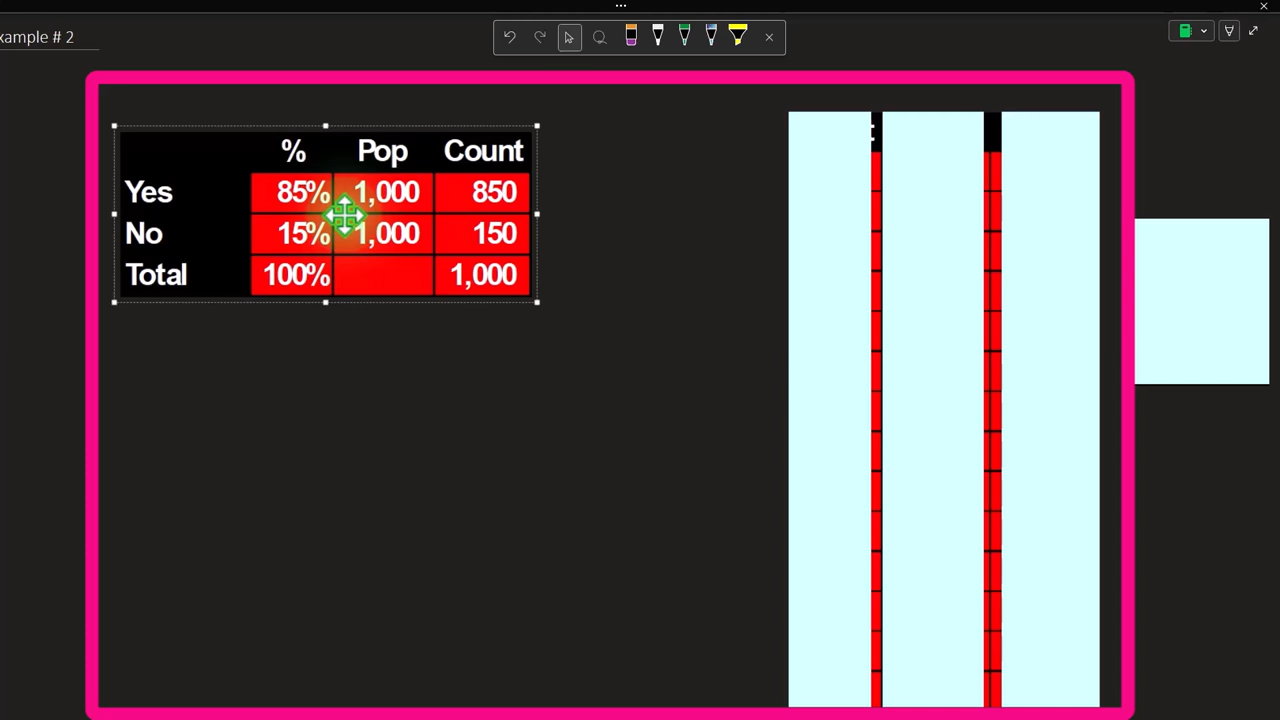 xample # 2
% Pop Count
Yes 85% 1,000 850
No 15% 1,000 150
Total 100% 1,000